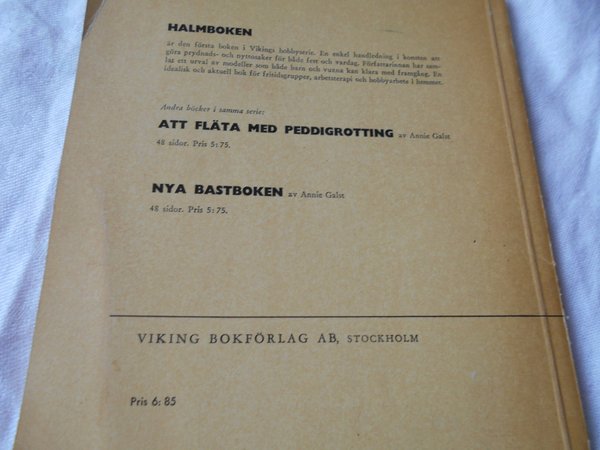 HALMBOKEN
är den första boken i Vikings hobbyserie. En enkel handledning i konsten att
göra prydnads- och nyttosaker för både fest och vardag. Författarinnan har sam-
lat ett urval av modeller som både barn och vuxna kan klara med framgång. En
idealisk och aktuell bok för fritidsgrupper, arbetsterapi och hobbyarbete i hemmet.
Andra böcker i samma serie:
ATT FLÄTA MED PEDDIGROTTING av Annie Galst
48 sidor. Pris 5:75.
NYA BASTBOKEN av Annie Galst
48 sidor. Pris 5:75.
VIKING BOKFÖRLAG AB, STOCKHOLM
Pris 6:85